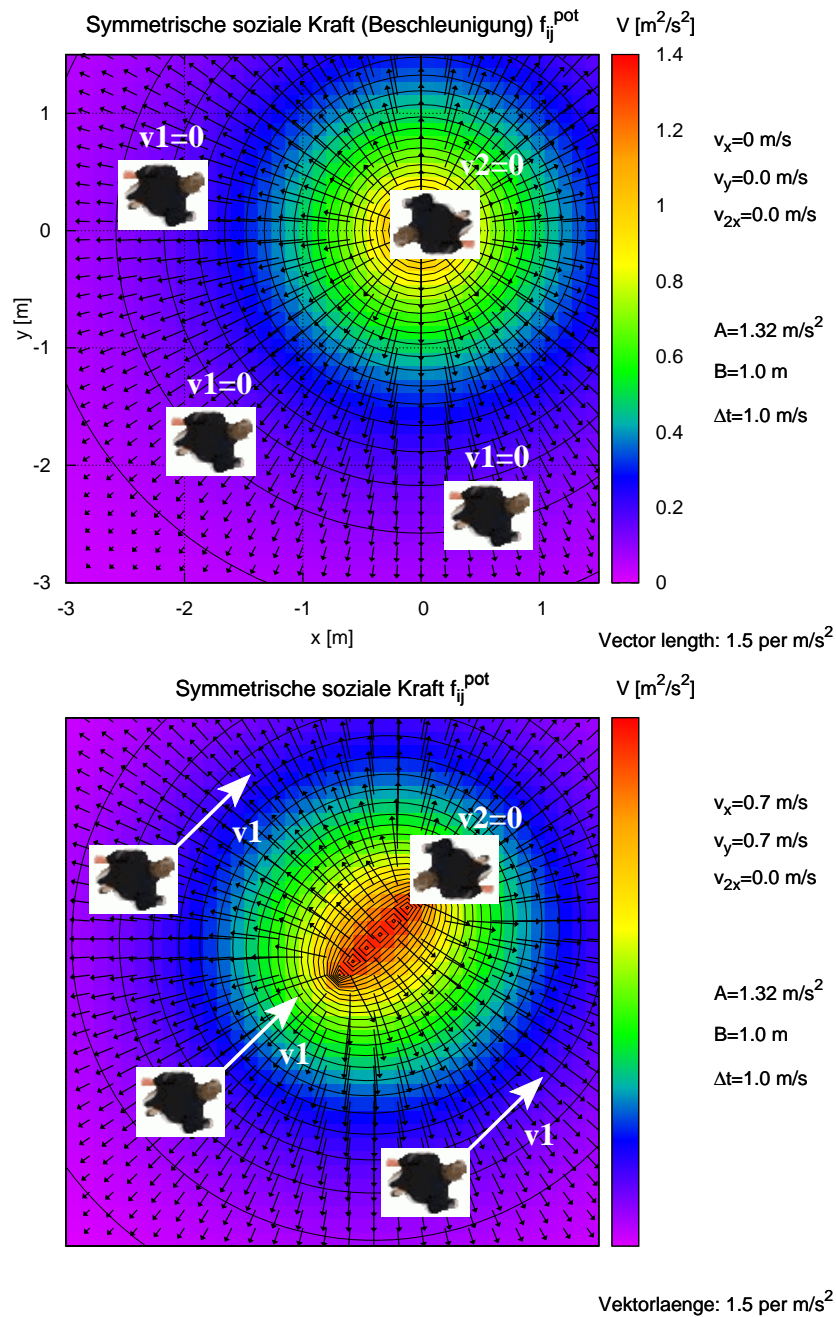 Symmetrische soziale Kraft (Beschleunigung) f_ij^pot
V [m²/s²]
1.4
1.2
1
0.8
0.6
0.4
0.2
0
v_x=0 m/s
v_y=0.0 m/s
v_2x=0.0 m/s
A=1.32 m/s²
B=1.0 m
Δt=1.0 m/s
y [m]
1
0
-1
-2
-3
v1=0
v2=0
v1=0
v1=0
-3
-2
-1
0
1
x [m]
Vector length: 1.5 per m/s²
Symmetrische soziale Kraft f_ij^pot
V [m²/s²]
v1
v2=0
v1
v1
v_x=0.7 m/s
v_y=0.7 m/s
v_2x=0.0 m/s
A=1.32 m/s²
B=1.0 m
Δt=1.0 m/s
Vektorlaenge: 1.5 per m/s²